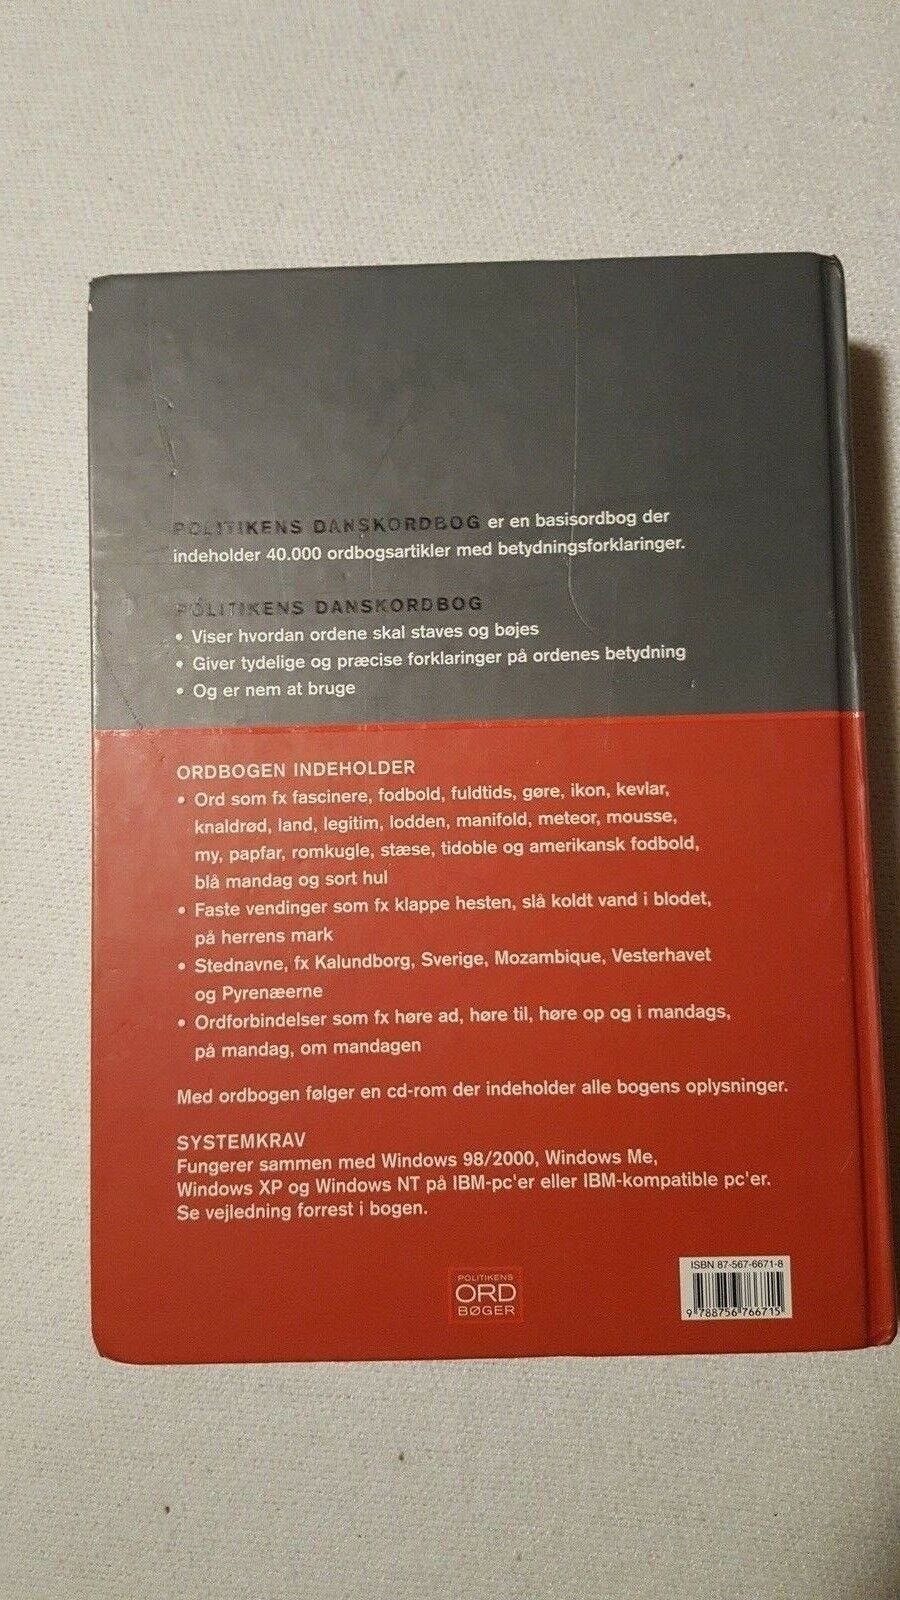 POLITIKENS DANSKORDBOG er en basisordbog der
indeholder 40.000 ordbogsartikler med betydningsforklaringer.
POLITIKENS DANSKORDBOG
• Viser hvordan ordene skal staves og bøjes
• Giver tydelige og præcise forklaringer på ordenes betydning
• Og er nem at bruge
ORDBOGEN INDEHOLDER
• Ord som fx fascinere, fodbold, fuldtids, gøre, ikon, kevlar,
knaldrød, land, legitim, lodden, manifold, meteor, mousse,
my, papfar, romkugle, stæse, tidoble og amerikansk fodbold,
blå mandag og sort hul
• Faste vendinger som fx klappe hesten, slå koldt vand i blodet,
på herrens mark
• Stednavne, fx Kalundborg, Sverige, Mozambique, Vesterhavet
og Pyrenæerne
• Ordforbindelser som fx høre ad, høre til, høre op og i mandags,
på mandag, om mandagen
Med ordbogen følger en cd-rom der indeholder alle bogens oplysninger.
SYSTEMKRAV
Fungerer sammen med Windows 98/2000, Windows Me,
Windows XP og Windows NT på IBM-pc'er eller IBM-kompatible pc'er.
Se vejledning forrest i bogen.
POLITIKENS
ORD
BØGER
ISBN 87-567-6671-8
9 788756 766715